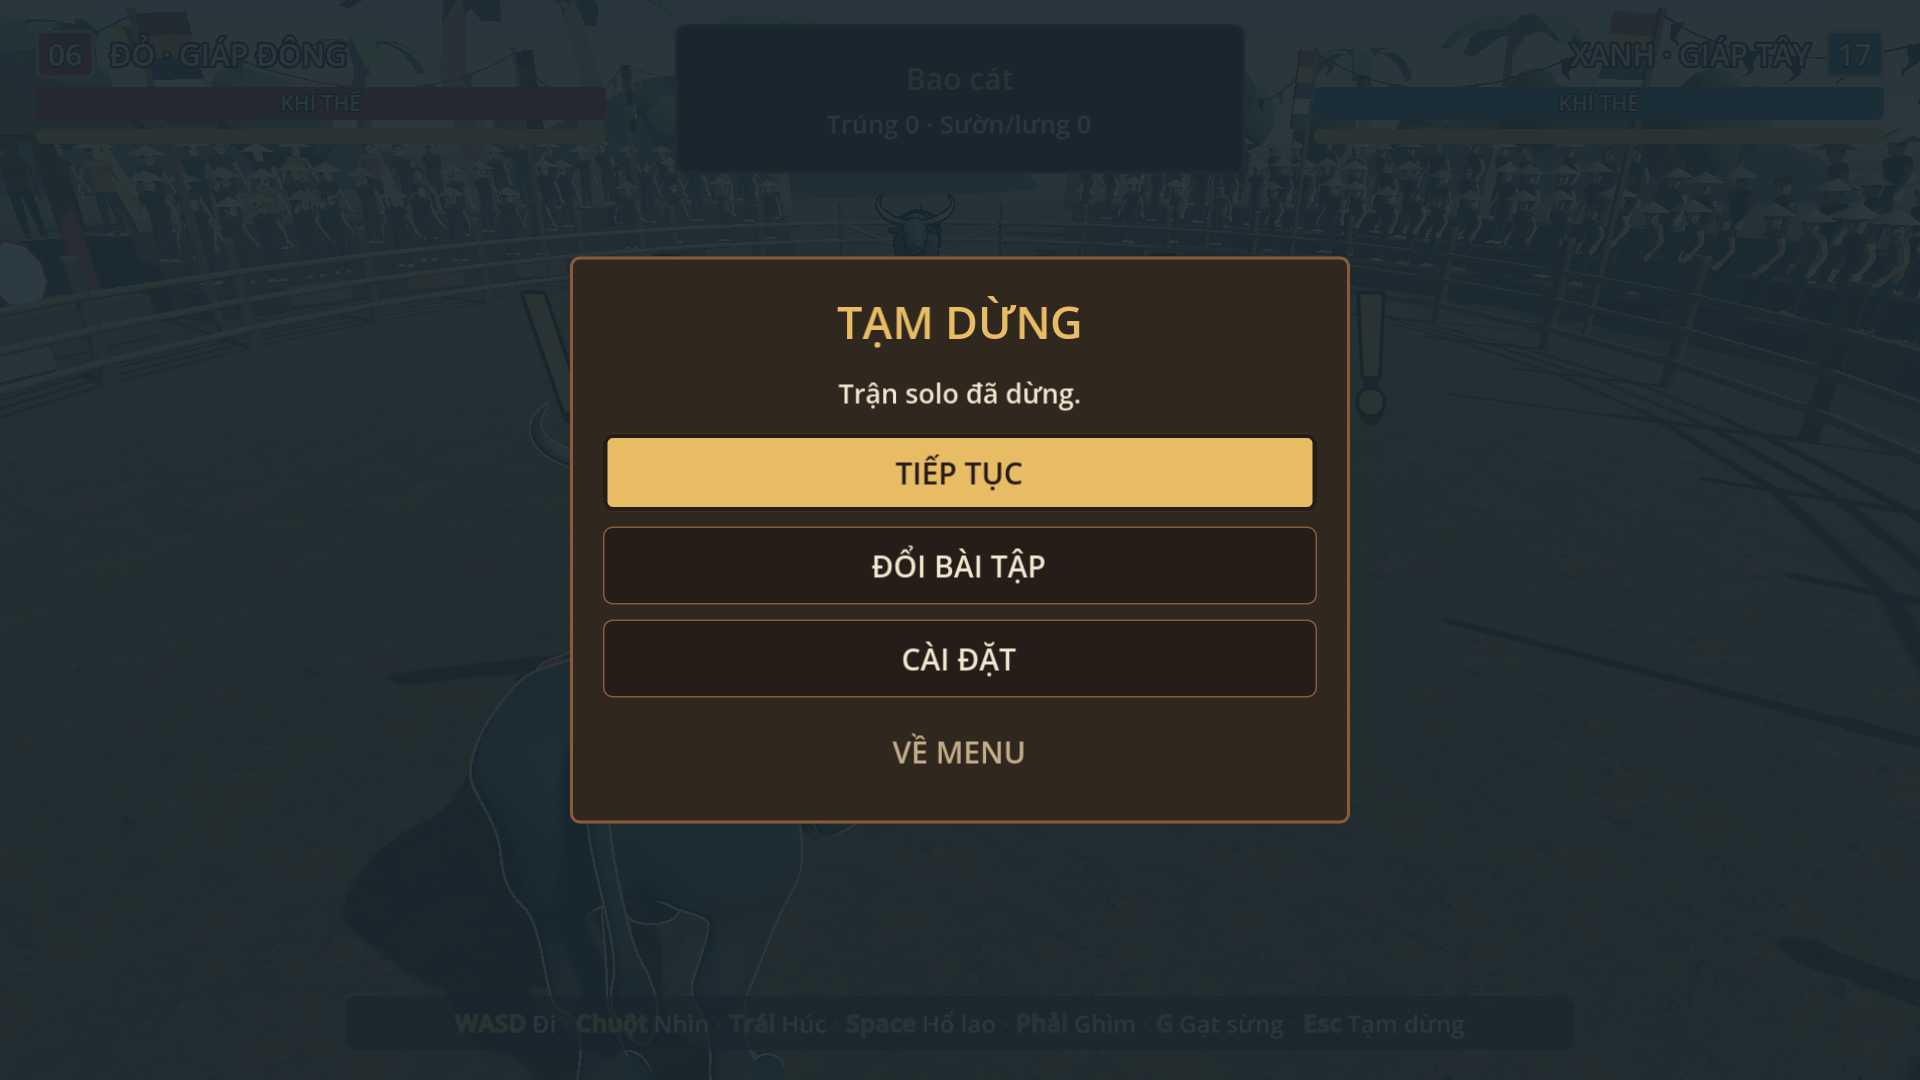 06 ĐỎ · GIÁP ĐÔNG
KHÍ THẾ
Bao cát
Trúng 0 · Sườn/lưng 0
XANH · GIÁP TÂY 17
KHÍ THẾ
TẠM DỪNG
Trận solo đã dừng.
TIẾP TỤC
ĐỔI BÀI TẬP
CÀI ĐẶT
VỀ MENU
WASD Đi · Chuột Nhìn · Trái Húc · Space Hổ lao · Phải Ghìm · G Gạt sừng · Esc Tạm dừng